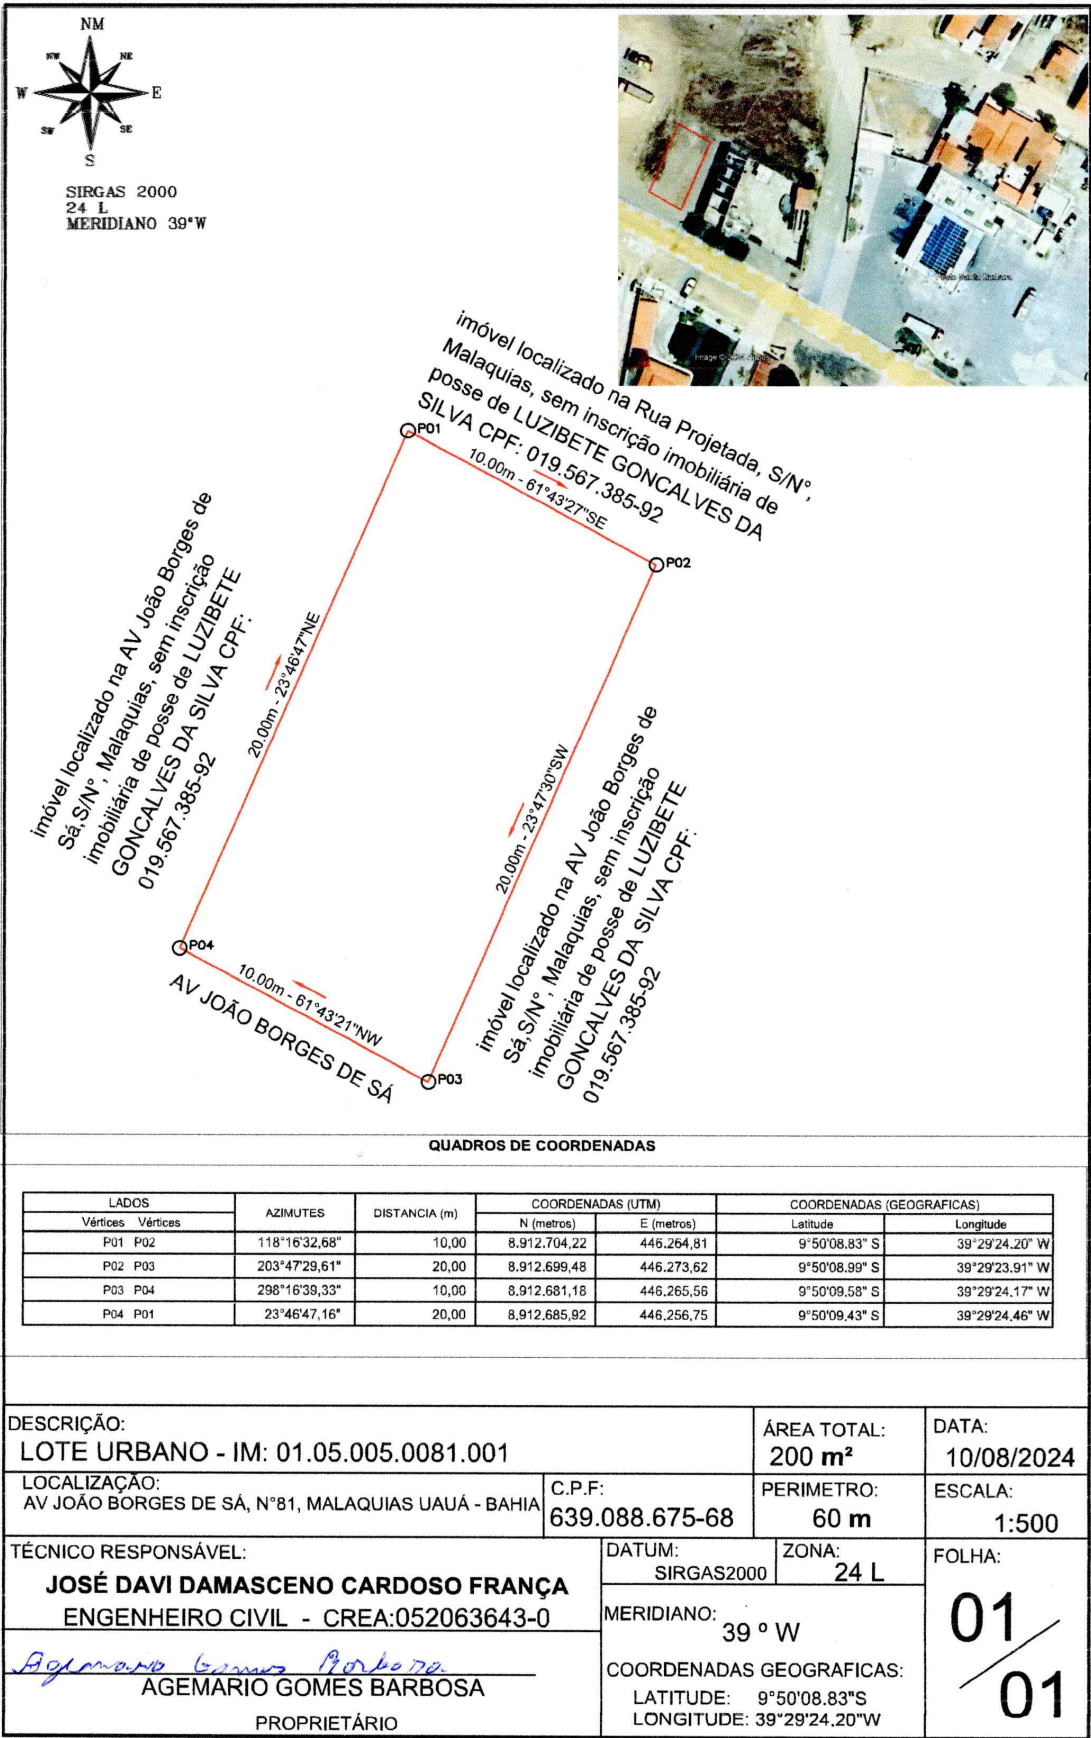 NM
NW
NE
W
E
SW
SE
S
SIRGAS 2000
24 L
MERIDIANO 39°W
Posto Santa Barbara
Image © 2024 Airbus
imóvel localizado na Rua Projetada, S/N°,
Malaquias, sem inscrição imobiliária de
posse de LUZIBETE GONCALVES DA
SILVA CPF: 019.567.385-92
P01
10.00m - 61°43'27"SE
P02
imóvel localizado na AV João Borges de
Sá,S/N°, Malaquias, sem inscrição
imobiliária de posse de LUZIBETE
GONCALVES DA SILVA CPF:
019.567.385-92
20.00m - 23°46'47"NE
20.00m - 23°47'30"SW
imóvel localizado na AV João Borges de
Sá,S/N°, Malaquias, sem inscrição
imobiliária de posse de LUZIBETE
GONCALVES DA SILVA CPF:
019.567.385-92
P04
10.00m - 61°43'21"NW
AV JOÃO BORGES DE SÁ
P03
QUADROS DE COORDENADAS
LADOS AZIMUTES DISTANCIA (m) COORDENADAS (UTM) COORDENADAS (GEOGRAFICAS)
Vértices Vértices N (metros) E (metros) Latitude Longitude
P01 P02 118°16'32,68" 10,00 8.912.704,22 446.264,81 9°50'08.83" S 39°29'24.20" W
P02 P03 203°47'29,61" 20,00 8.912.699,48 446.273,62 9°50'08.99" S 39°29'23.91" W
P03 P04 298°16'39,33" 10,00 8.912.681,18 446.265,56 9°50'09.58" S 39°29'24.17" W
P04 P01 23°46'47,16" 20,00 8.912.685,92 446.256,75 9°50'09.43" S 39°29'24.46" W
DESCRIÇÃO:
LOTE URBANO - IM: 01.05.005.0081.001
ÁREA TOTAL:
200 m²
DATA:
10/08/2024
LOCALIZAÇÃO:
AV JOÃO BORGES DE SÁ, N°81, MALAQUIAS UAUÁ - BAHIA
C.P.F:
639.088.675-68
PERIMETRO:
60 m
ESCALA:
1:500
TÉCNICO RESPONSÁVEL:
JOSÉ DAVI DAMASCENO CARDOSO FRANÇA
ENGENHEIRO CIVIL - CREA:052063643-0
DATUM:
SIRGAS2000
ZONA:
24 L
FOLHA:
01
01
MERIDIANO:
39 º W
COORDENADAS GEOGRAFICAS:
LATITUDE: 9°50'08.83"S
LONGITUDE: 39°29'24.20"W
Agemario Gomes Barbosa
AGEMARIO GOMES BARBOSA
PROPRIETÁRIO